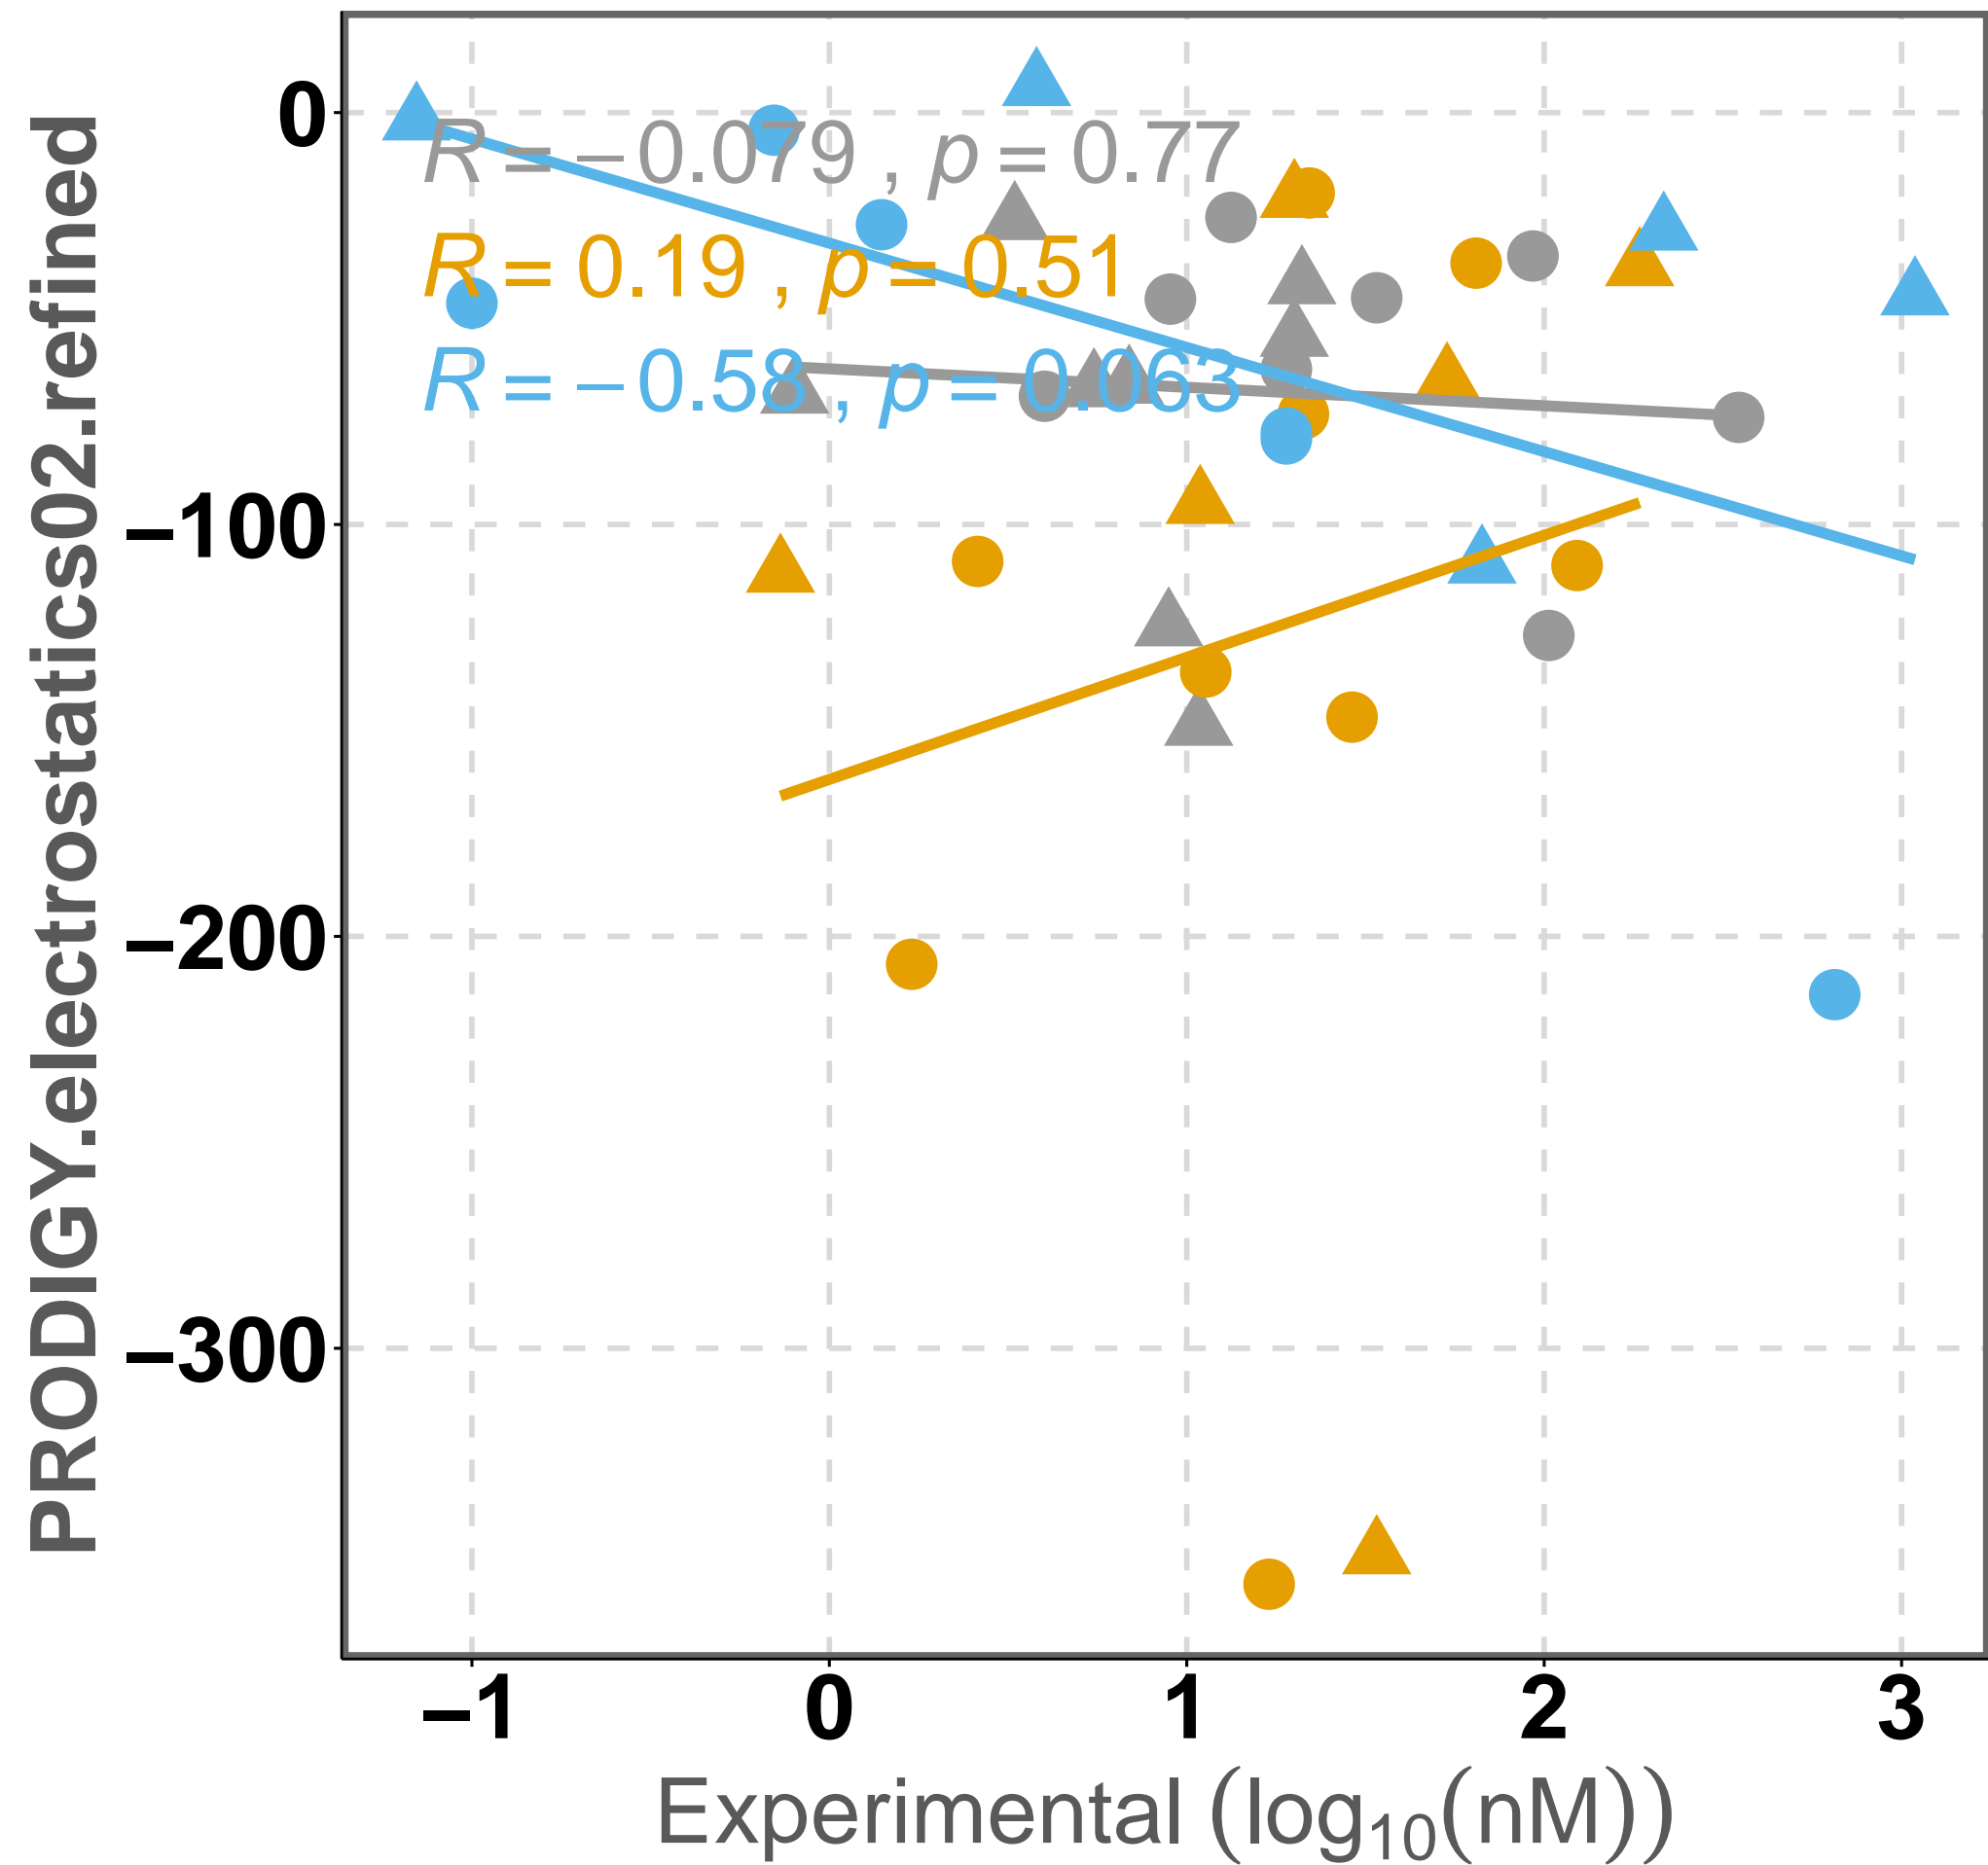 PRODIGY.electrostatics02.refined
0
−100
−200
−300
R = −0.079 , p = 0.77
R = 0.19 , p = 0.51
R = −0.58 , p = 0.063
−1 0 1 2 3
Experimental (log10(nM))